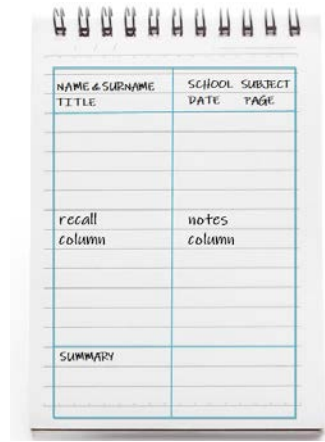 NAME & SURNAME
TITLE
SCHOOL SUBJECT
DATE PAGE
recall
column
notes
column
SUMMARY